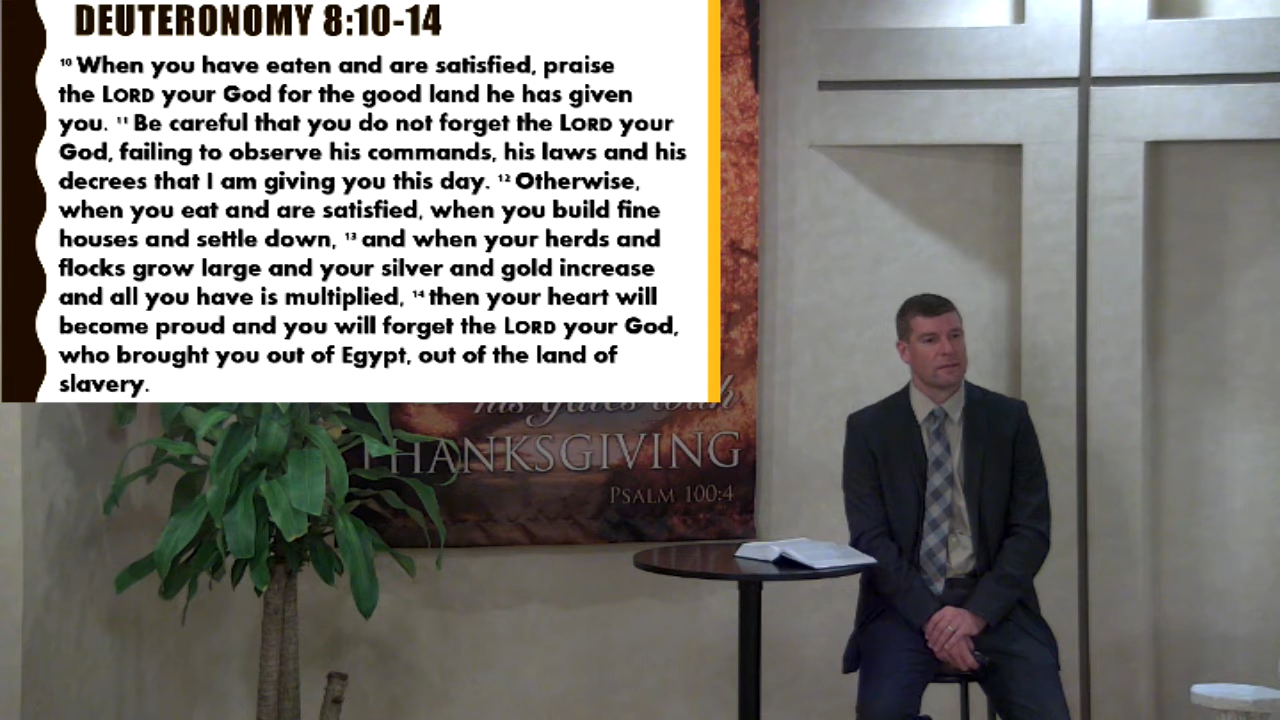 DEUTERONOMY 8:10-14
¹⁰ When you have eaten and are satisfied, praise
the LORD your God for the good land he has given
you. ¹¹ Be careful that you do not forget the LORD your
God, failing to observe his commands, his laws and his
decrees that I am giving you this day. ¹² Otherwise,
when you eat and are satisfied, when you build fine
houses and settle down, ¹³ and when your herds and
flocks grow large and your silver and gold increase
and all you have is multiplied, ¹⁴ then your heart will
become proud and you will forget the LORD your God,
who brought you out of Egypt, out of the land of
slavery.
his gates with
THANKSGIVING
PSALM 100:4